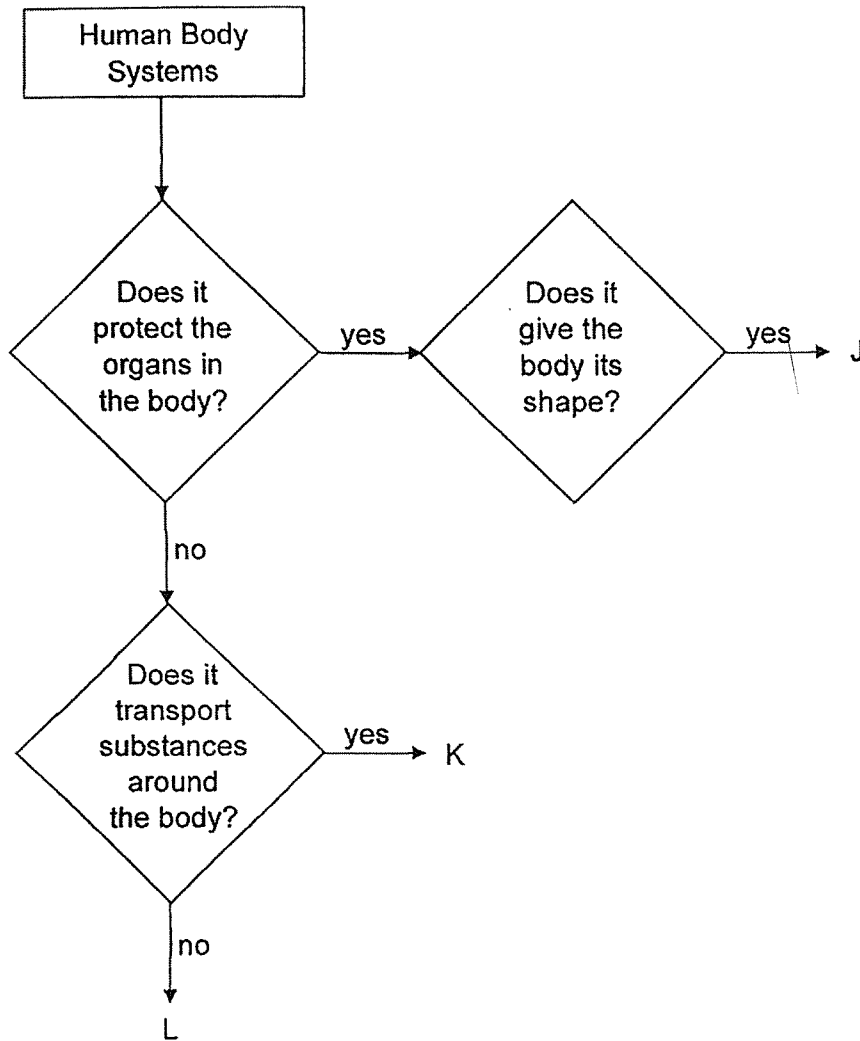 Human Body
Systems
Does it
protect the
organs in
the body?
yes
Does it
give the
body its
shape?
yes
J
no
Does it
transport
substances
around
the body?
yes
K
no
L